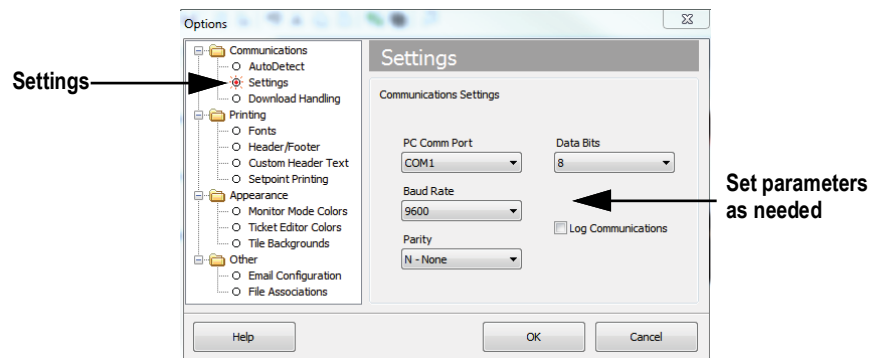 Options
Settings
Communications
AutoDetect
Settings
Download Handling
Printing
Fonts
Header/Footer
Custom Header Text
Setpoint Printing
Appearance
Monitor Mode Colors
Ticket Editor Colors
Tile Backgrounds
Other
Email Configuration
File Associations
Settings
Communications Settings
PC Comm Port
COM1
Data Bits
8
Baud Rate
9600
Log Communications
Parity
N - None
Set parameters
as needed
Help
OK
Cancel